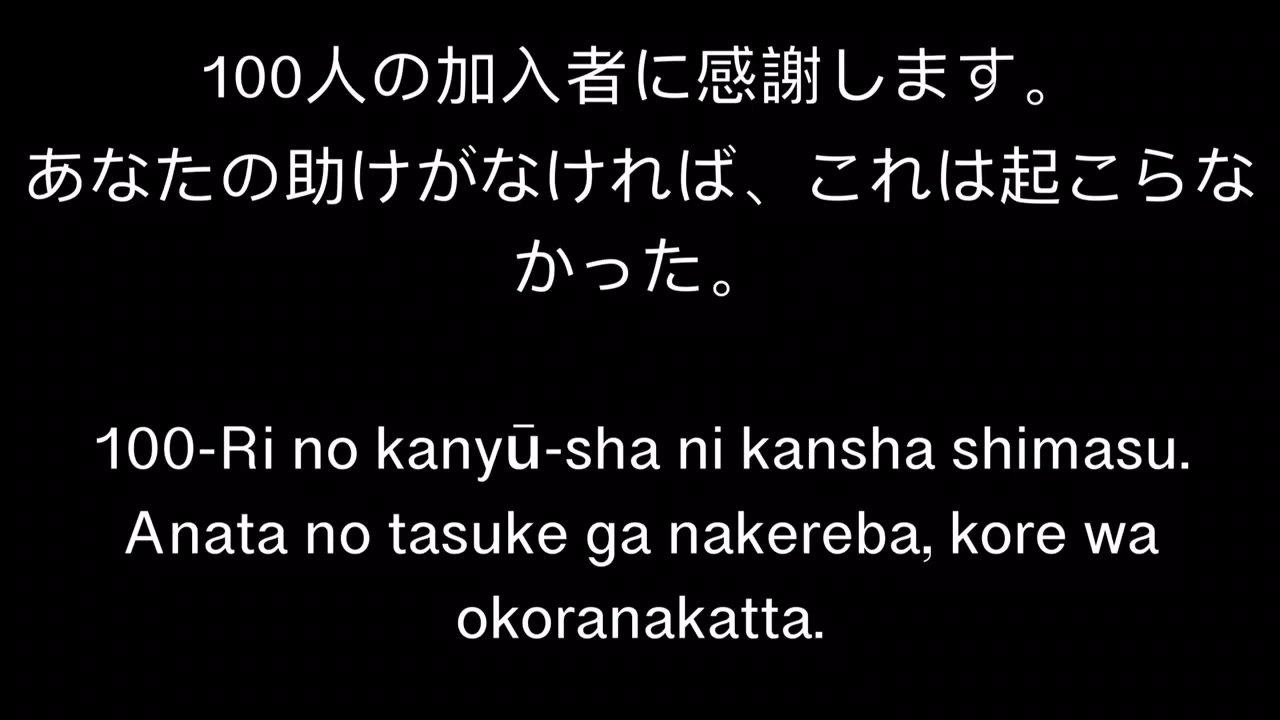 100人の加入者に感謝します。
あなたの助けがなければ、これは起こらな
かった。
100-Ri no kanyū-sha ni kansha shimasu.
Anata no tasuke ga nakereba, kore wa
okoranakatta.